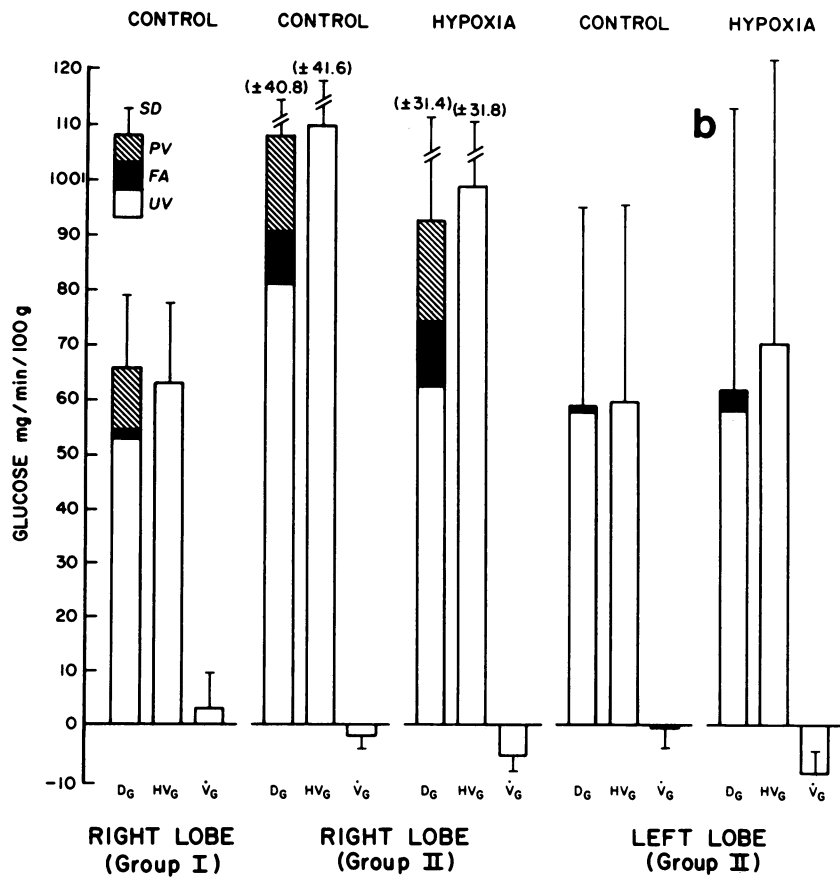 CONTROL CONTROL HYPOXIA CONTROL HYPOXIA
120
110
1001
90
80
70
60
50
40
30
20
10
0
-10
GLUCOSE mg/min/100g
SD
PV
FA
UV
(±40.8) (±41.6) (±31.4) (±31.8)
b
DG HVG V̇G DG HVG V̇G DG HVG V̇G DG HVG V̇G DG HVG V̇G
RIGHT LOBE RIGHT LOBE LEFT LOBE
(Group I) (Group II) (Group II)